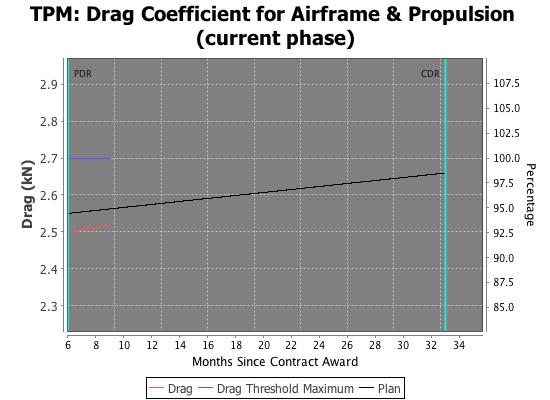 TPM: Drag Coefficient for Airframe & Propulsion
(current phase)
PDR
CDR
Drag (kN)
2.9
2.8
2.7
2.6
2.5
2.4
2.3
107.5
105.0
102.5
100.0
97.5
95.0
92.5
90.0
87.5
85.0
Percentage
6 8 10 12 14 16 18 20 22 24 26 28 30 32 34
Months Since Contract Award
Drag Drag Threshold Maximum Plan